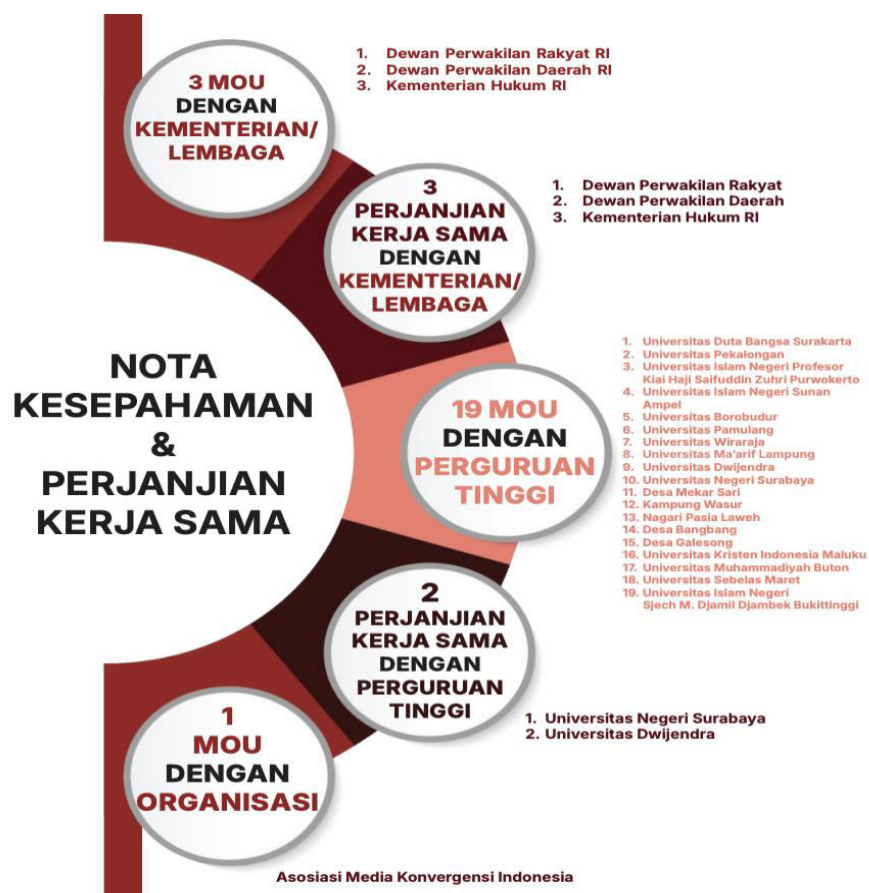 NOTA
KESEPAHAMAN
&
PERJANJIAN
KERJA SAMA
3 MOU
DENGAN
KEMENTERIAN/
LEMBAGA
1. Dewan Perwakilan Rakyat RI
2. Dewan Perwakilan Daerah RI
3. Kementerian Hukum RI
3
PERJANJIAN
KERJA SAMA
DENGAN
KEMENTERIAN/
LEMBAGA
1. Dewan Perwakilan Rakyat
2. Dewan Perwakilan Daerah
3. Kementerian Hukum RI
19 MOU
DENGAN
PERGURUAN
TINGGI
1. Universitas Duta Bangsa Surakarta
2. Universitas Pekalongan
3. Universitas Islam Negeri Profesor
Kiai Haji Saifuddin Zuhri Purwokerto
4. Universitas Islam Negeri Sunan
Ampel
5. Universitas Borobudur
6. Universitas Pamulang
7. Universitas Wiraraja
8. Universitas Ma'arif Lampung
9. Universitas Dwijendra
10. Universitas Negeri Surabaya
11. Desa Mekar Sari
12. Kampung Wasur
13. Nagari Pasia Laweh
14. Desa Bangbang
15. Desa Galesong
16. Universitas Kristen Indonesia Maluku
17. Universitas Muhammadiyah Buton
18. Universitas Sebelas Maret
19. Universitas Islam Negeri
Sjech M. Djamil Djambek Bukittinggi
2
PERJANJIAN
KERJA SAMA
DENGAN
PERGURUAN
TINGGI
1. Universitas Negeri Surabaya
2. Universitas Dwijendra
1
MOU
DENGAN
ORGANISASI
Asosiasi Media Konvergensi Indonesia